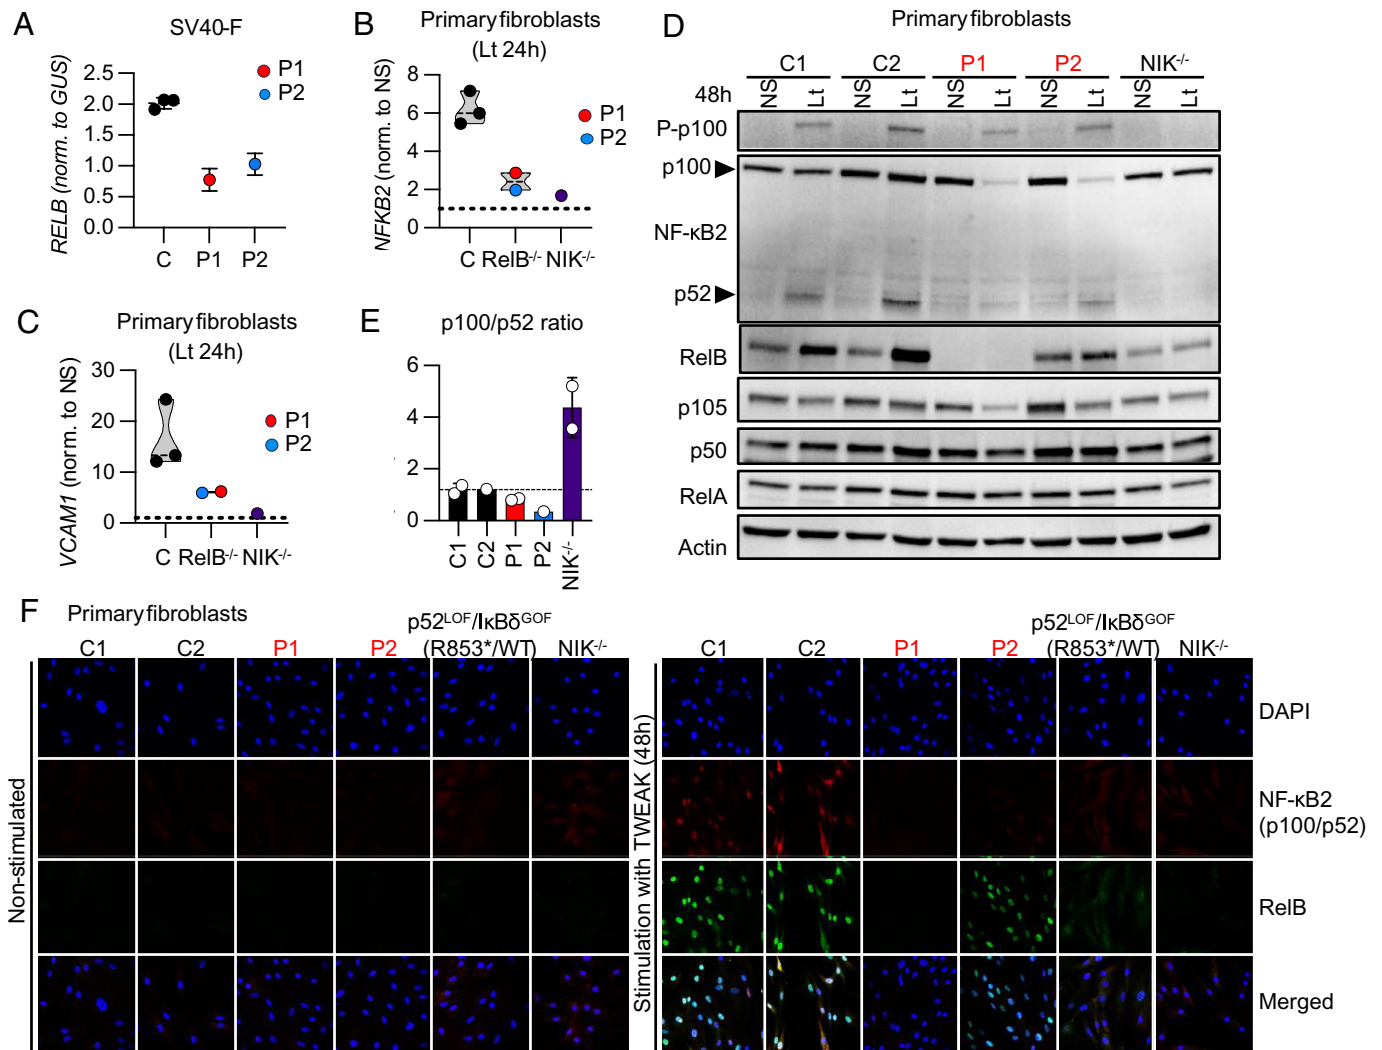 A
SV40-F
RELB (norm. to GUS)
2.5
2.0
1.5
1.0
0.5
0.0
C P1 P2
P1
P2
B
Primary fibroblasts
(Lt 24h)
NFKB2 (norm. to NS)
8
6
4
2
0
C RelB-/- NIK-/-
P1
P2
C
Primary fibroblasts
(Lt 24h)
VCAM1 (norm. to NS)
30
20
10
0
C RelB-/- NIK-/-
P1
P2
E
p100/p52 ratio
6
4
2
0
C1
C2
P1
P2
NIK-/-
D
Primary fibroblasts
C1 C2 P1 P2 NIK-/-
48h NS Lt NS Lt NS Lt NS Lt NS Lt
P-p100
p100
NF-κB2
p52
RelB
p105
p50
RelA
Actin
F
Primary fibroblasts
p52LOF/IκBδGOF
C1 C2 P1 P2 (R853*/WT) NIK-/-
Non-stimulated
p52LOF/IκBδGOF
C1 C2 P1 P2 (R853*/WT) NIK-/-
Stimulation with TWEAK (48h)
DAPI
NF-κB2
(p100/p52)
RelB
Merged